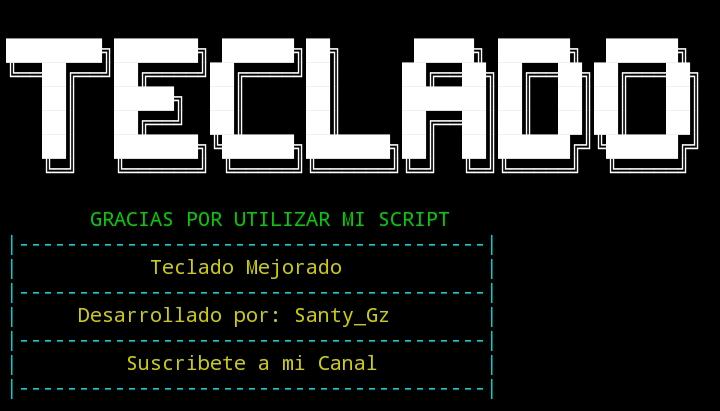 TECLADO
GRACIAS POR UTILIZAR MI SCRIPT
Teclado Mejorado
Desarrollado por: Santy_Gz
Suscribete a mi Canal